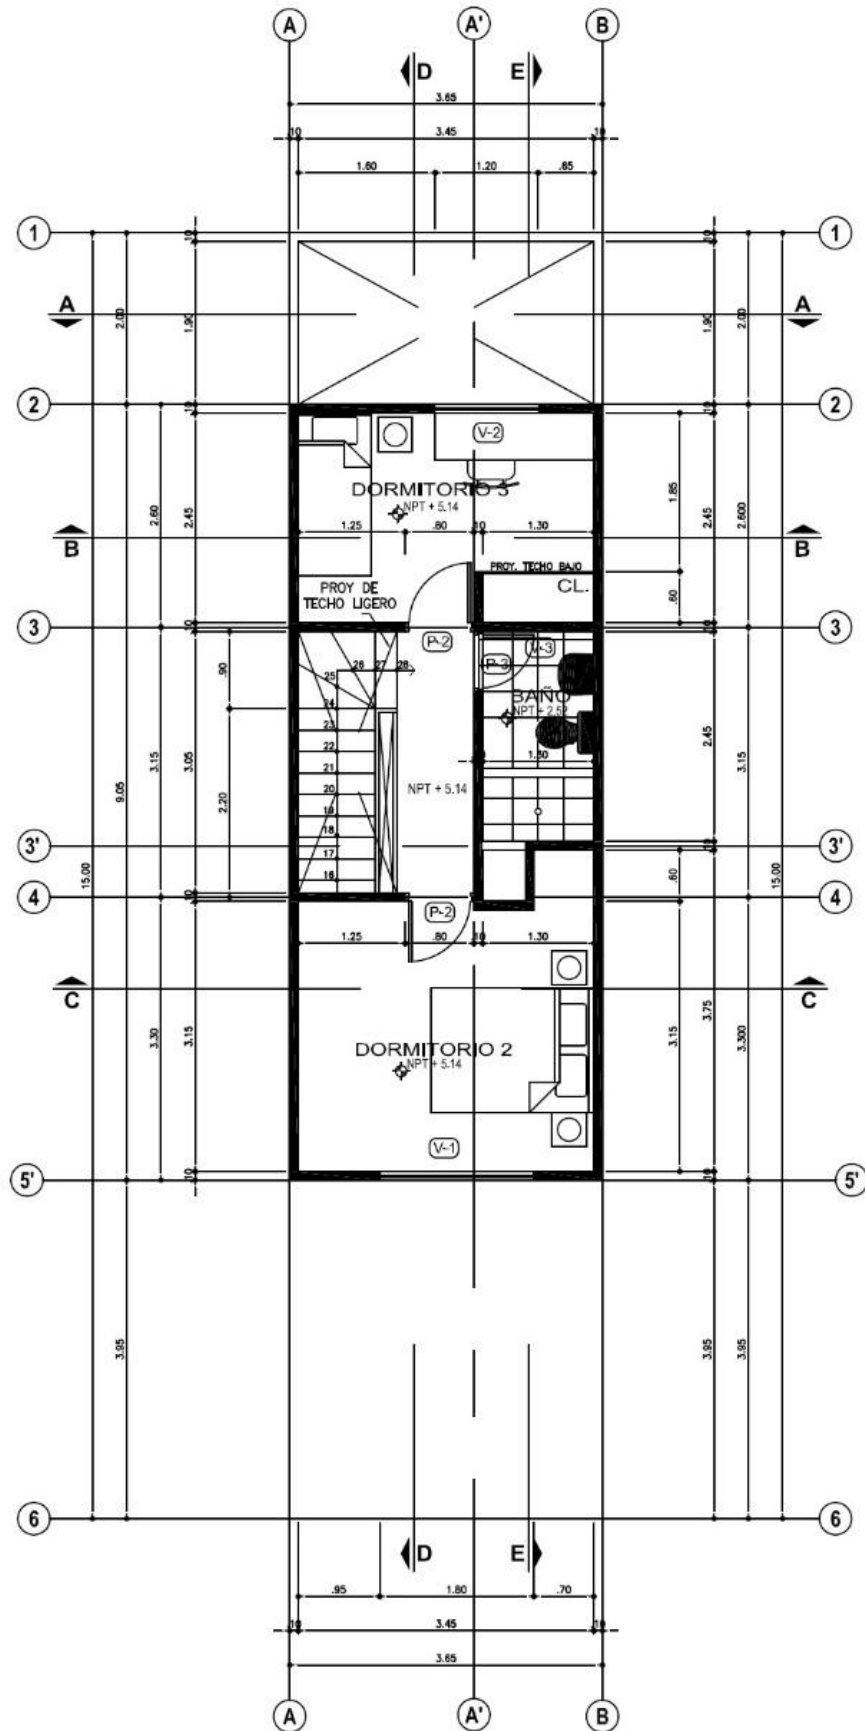 A A' B
D E
3.65
.10 3.45 .10
1.60 1.20 .65
1 .10 .10 1
A 2.00 1.90 1.90 2.00 A
2 .10 .10 2
V-2
DORMITORIO 3
NPT + 5.14
2.60 2.45 1.85 2.45 2.600
B 1.25 .80 .10 1.30 B
PROY. TECHO BAJO
CL.
PROY DE
TECHO LIGERO
.60
3 .10 .10 3
P-2 P-3 V-3
.90
26 27 28
25
24
BAÑO
NPT + 2.52
23
22
1.30
21
NPT + 5.14
20
19
18
17
16
9.05 3.15 3.05 2.20 2.45 3.15
15.00 15.00
3' .10 3'
.60
4 .10 4
P-2
1.25 .80 .10 1.30
C C
3.30 3.15 3.15 3.75 3.300
DORMITORIO 2
NPT + 5.14
V-1
5' .10 .10 .10 5'
3.95 3.95 3.95
6 6
D E
.95 1.80 .70
.10 3.45 .10
3.65
A A' B